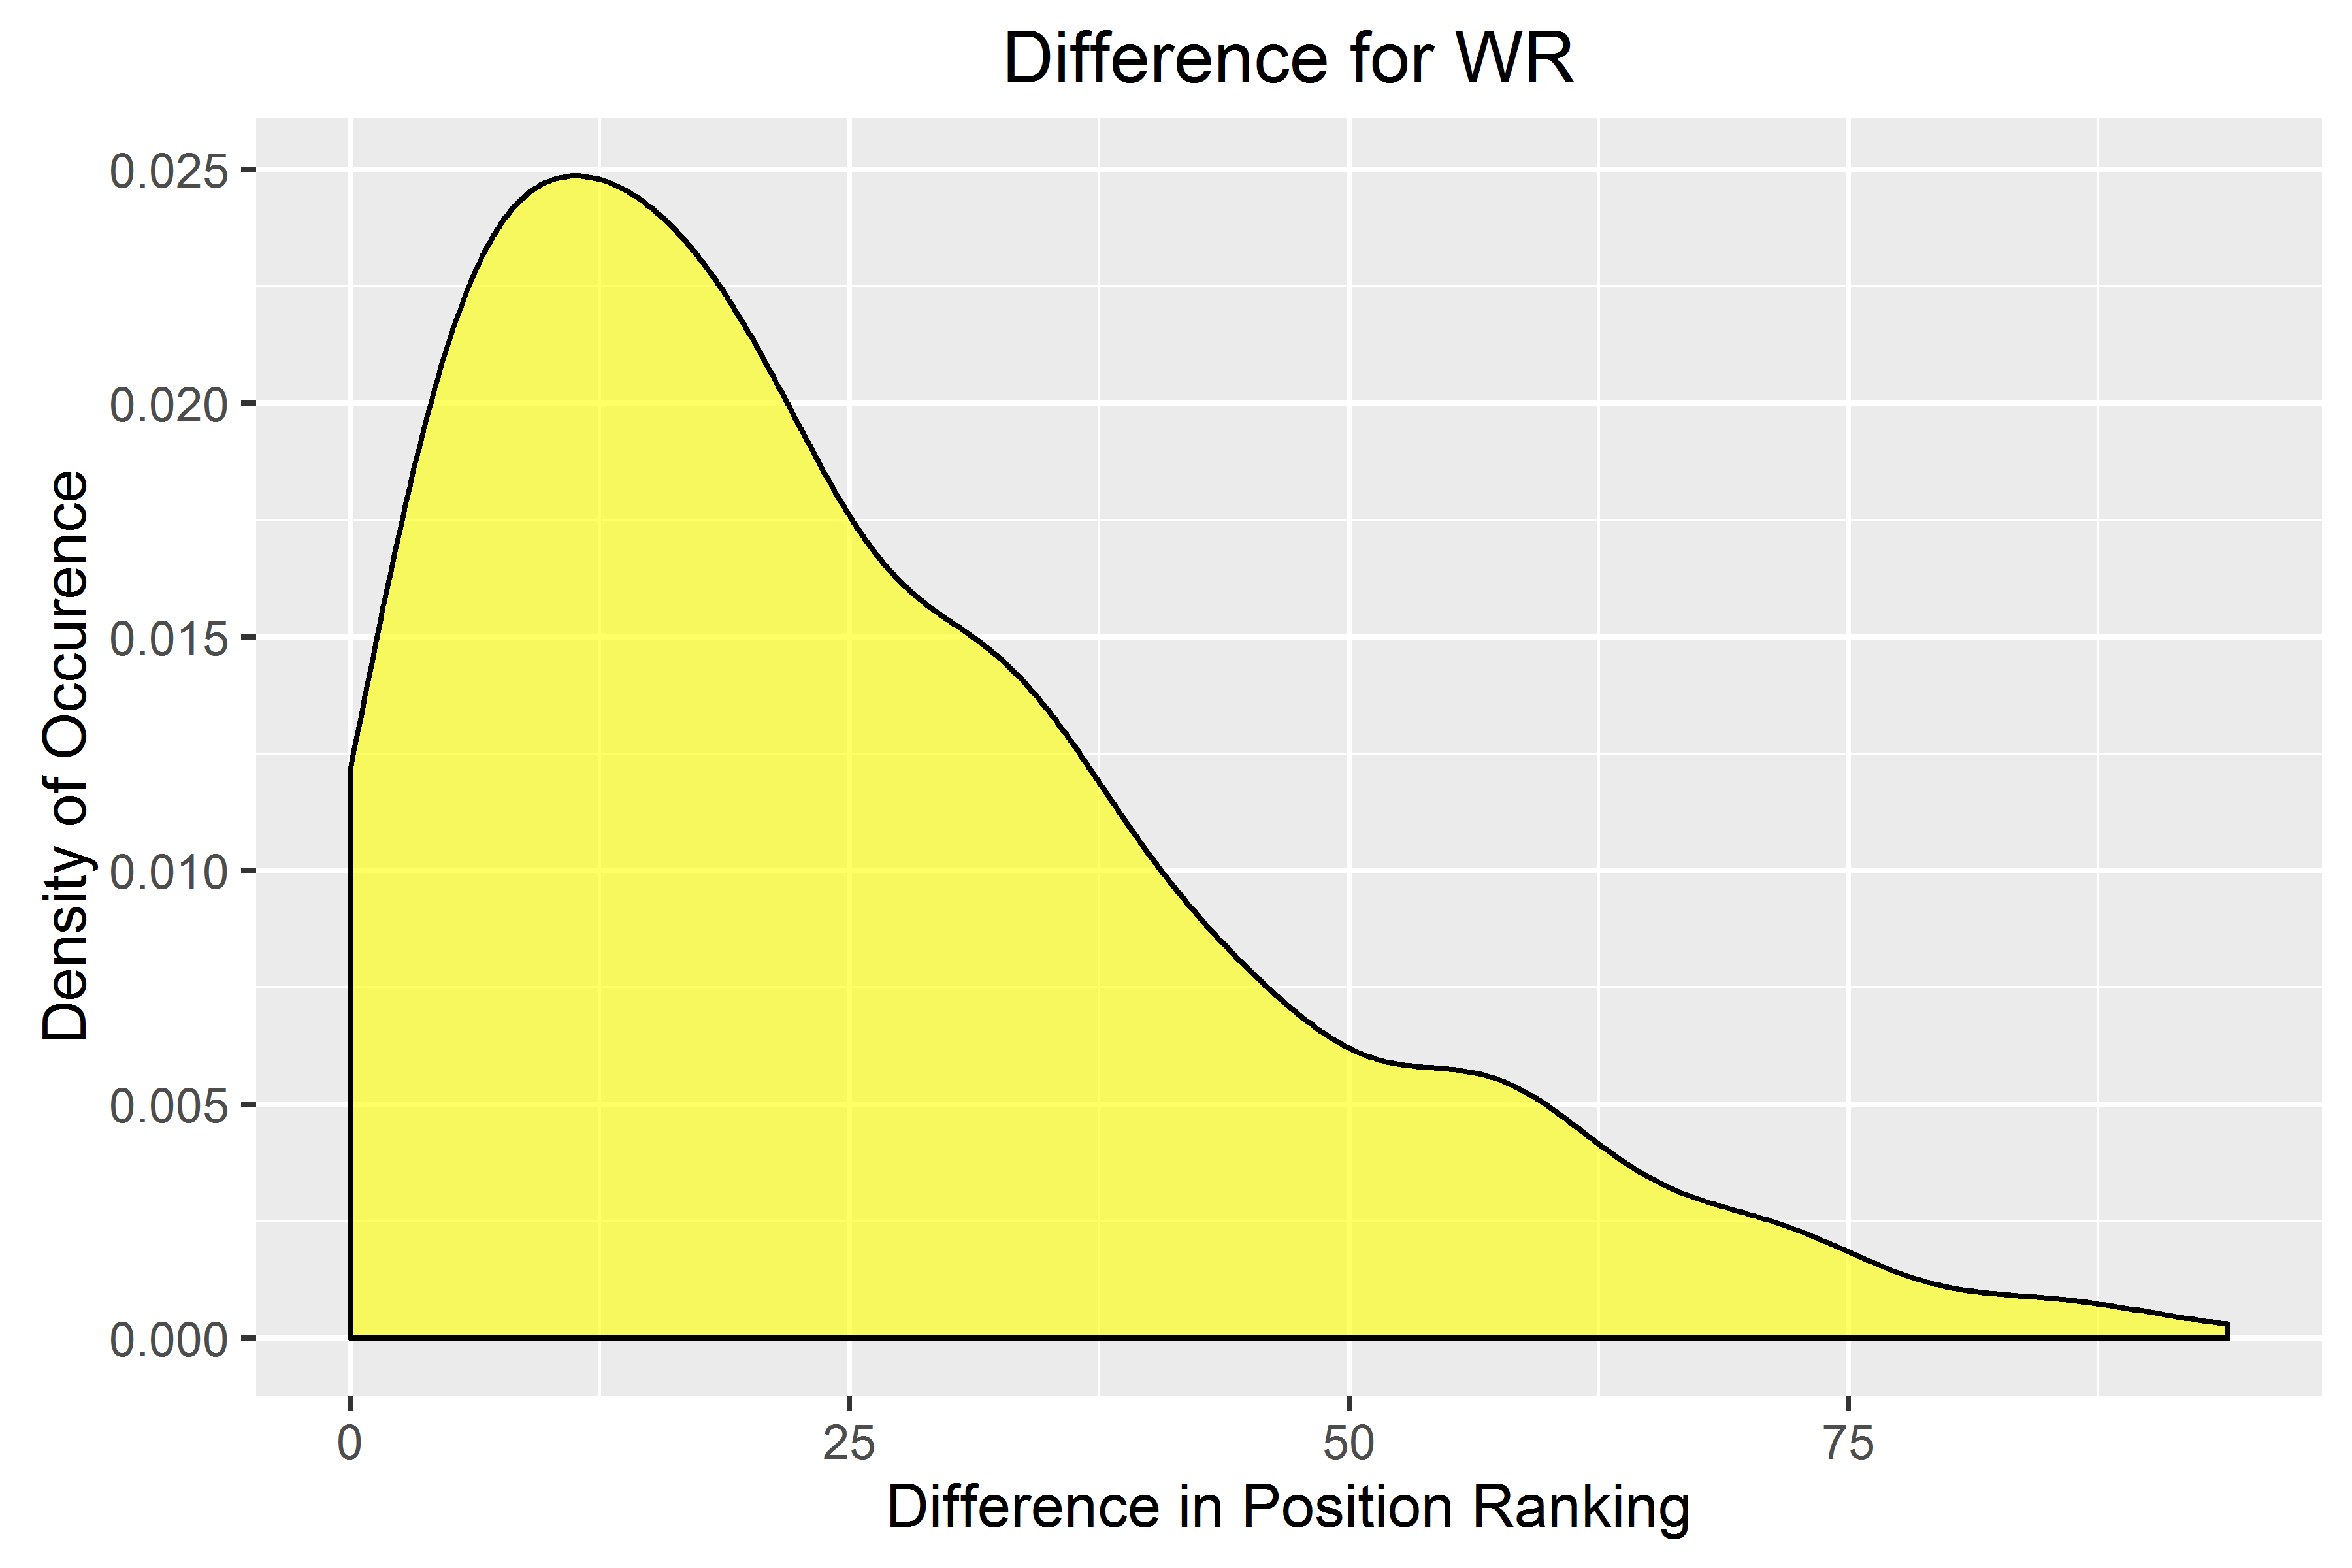 Difference for WR
0.025
0.020
0.015
0.010
0.005
0.000
Density of Occurence
0 25 50 75
Difference in Position Ranking